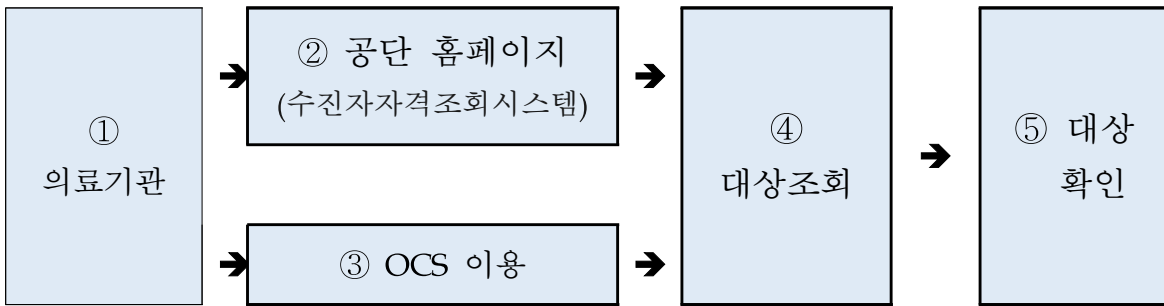 ①
의료기관
② 공단 홈페이지
(수진자자격조회시스템)
③ OCS 이용
④
대상조회
⑤ 대상
확인